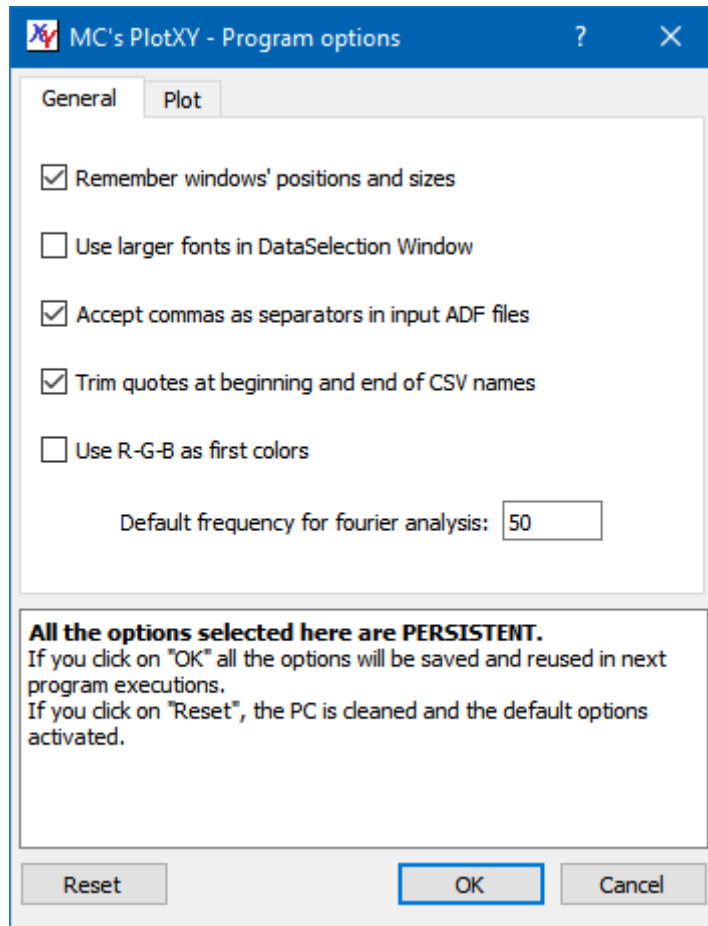 MC's PlotXY - Program options
General
Plot
Remember windows' positions and sizes
Use larger fonts in DataSelection Window
Accept commas as separators in input ADF files
Trim quotes at beginning and end of CSV names
Use R-G-B as first colors
Default frequency for fourier analysis: 50
All the options selected here are PERSISTENT.
If you click on "OK" all the options will be saved and reused in next
program executions.
If you click on "Reset", the PC is cleaned and the default options
activated.
Reset
OK
Cancel